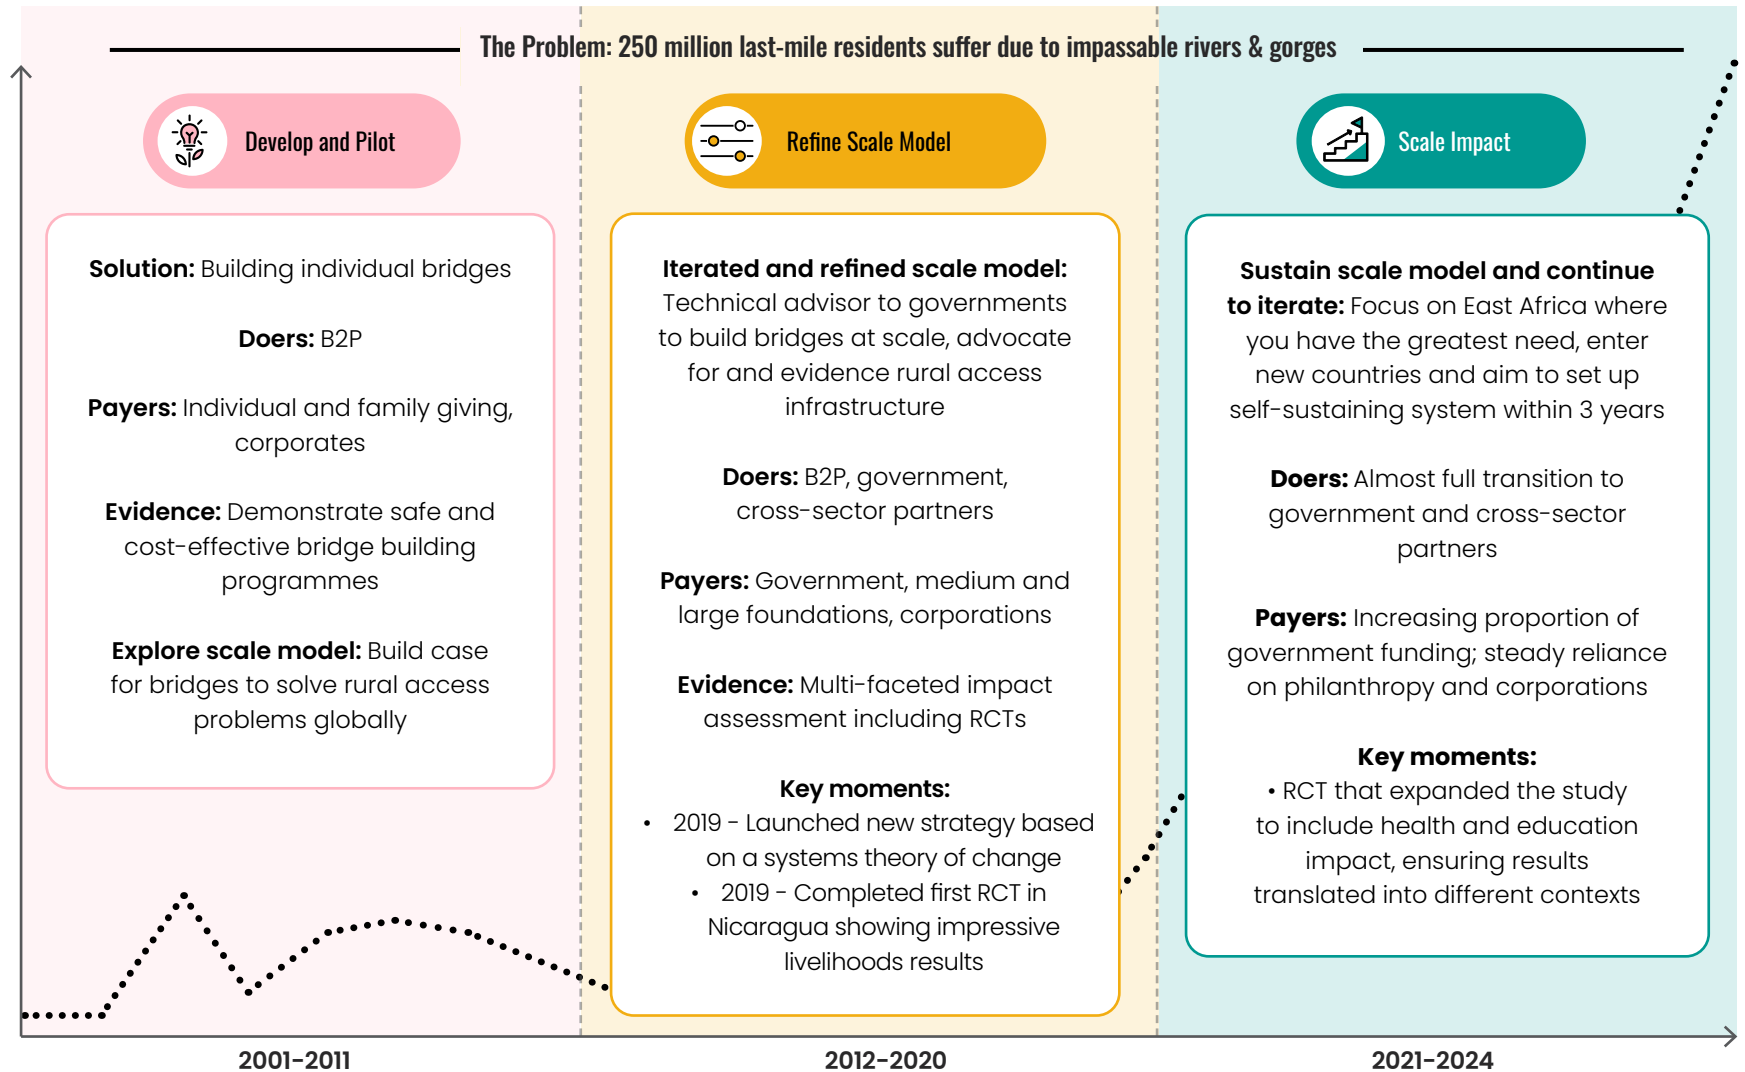 The Problem: 250 million last-mile residents suffer due to impassable rivers & gorges
Develop and Pilot
Solution: Building individual bridges
Doers: B2P
Payers: Individual and family giving,
corporates
Evidence: Demonstrate safe and
cost-effective bridge building
programmes
Explore scale model: Build case
for bridges to solve rural access
problems globally
2001-2011
Refine Scale Model
Iterated and refined scale model:
Technical advisor to governments
to build bridges at scale, advocate
for and evidence rural access
infrastructure
Doers: B2P, government,
cross-sector partners
Payers: Government, medium and
large foundations, corporations
Evidence: Multi-faceted impact
assessment including RCTs
Key moments:
• 2019 - Launched new strategy based
on a systems theory of change
• 2019 - Completed first RCT in
Nicaragua showing impressive
livelihoods results
2012-2020
Scale Impact
Sustain scale model and continue
to iterate: Focus on East Africa where
you have the greatest need, enter
new countries and aim to set up
self-sustaining system within 3 years
Doers: Almost full transition to
government and cross-sector
partners
Payers: Increasing proportion of
government funding; steady reliance
on philanthropy and corporations
Key moments:
• RCT that expanded the study
to include health and education
impact, ensuring results
translated into different contexts
2021-2024